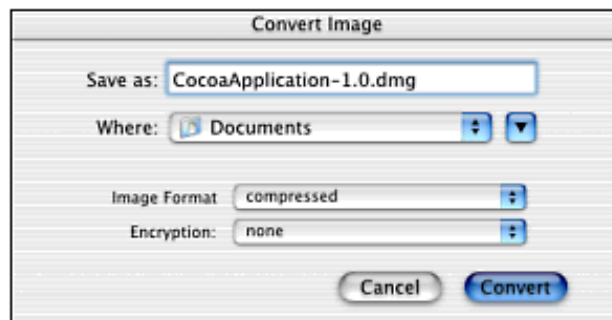 Convert Image
Save as: CocoaApplication-1.0.dmg
Where: Documents
Image Format compressed
Encryption: none
Cancel Convert